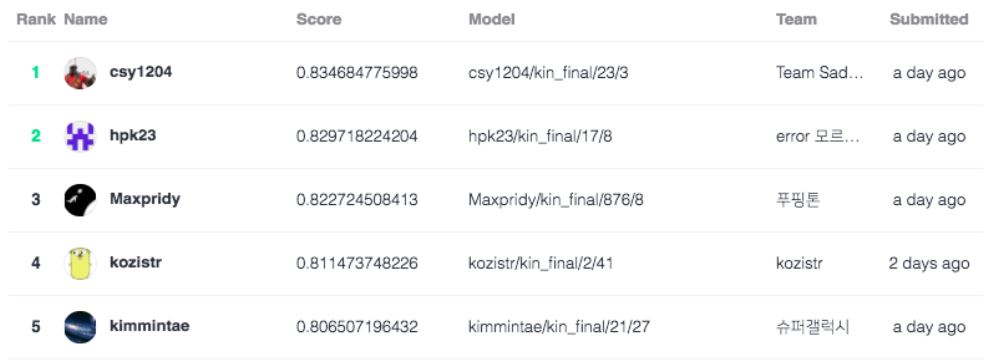 Rank Name Score Model Team Submitted
1 csy1204 0.834684775998 csy1204/kin_final/23/3 Team Sad... a day ago
2 hpk23 0.829718224204 hpk23/kin_final/17/8 error 모르... a day ago
3 Maxpridy 0.822724508413 Maxpridy/kin_final/876/8 푸핑톤 a day ago
4 kozistr 0.811473748226 kozistr/kin_final/2/41 kozistr 2 days ago
5 kimmintae 0.806507196432 kimmintae/kin_final/21/27 슈퍼갤럭시 a day ago